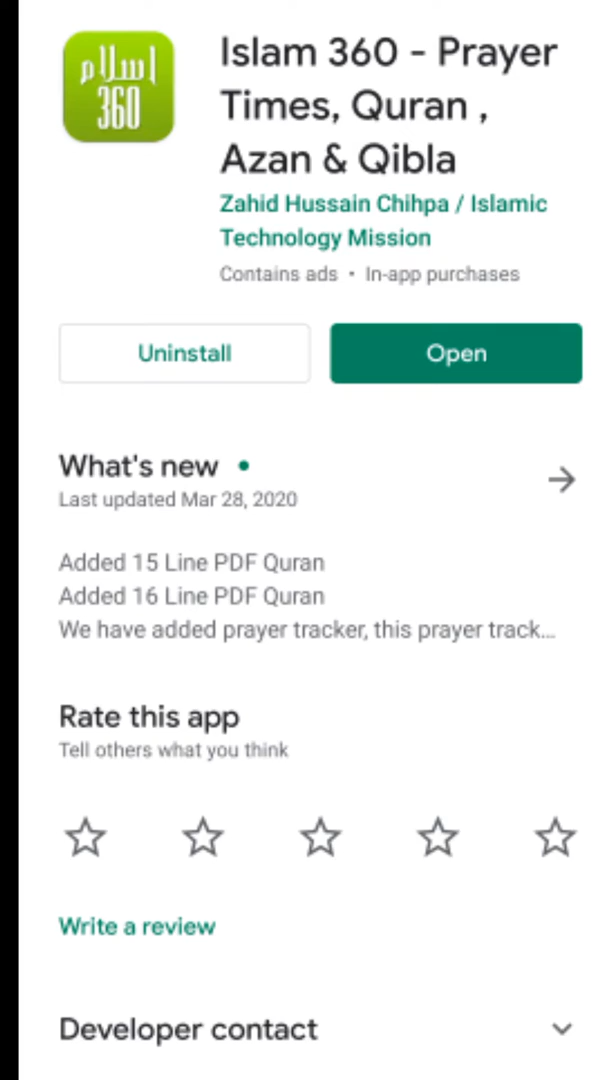 اسلام
360
Islam 360 - Prayer
Times, Quran ,
Azan & Qibla
Zahid Hussain Chihpa / Islamic
Technology Mission
Contains ads • In-app purchases
Uninstall
Open
What's new
Last updated Mar 28, 2020
Added 15 Line PDF Quran
Added 16 Line PDF Quran
We have added prayer tracker, this prayer track...
Rate this app
Tell others what you think
Write a review
Developer contact